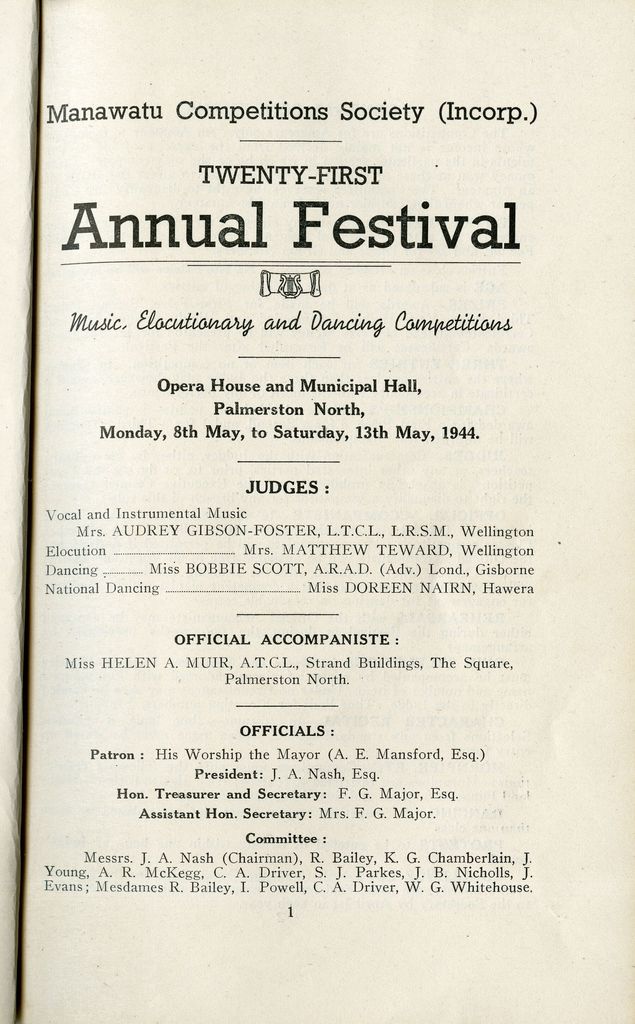 Manawatu Competitions Society (Incorp.)
TWENTY-FIRST
Annual Festival
Music, Elocutionary and Dancing Competitions
Opera House and Municipal Hall,
Palmerston North,
Monday, 8th May, to Saturday, 13th May, 1944.
JUDGES :
Vocal and Instrumental Music
Mrs. AUDREY GIBSON-FOSTER, L.T.C.L., L.R.S.M., Wellington
Elocution ........ Mrs. MATTHEW TEWARD, Wellington
Dancing ........ Miss BOBBIE SCOTT, A.R.A.D. (Adv.) Lond., Gisborne
National Dancing ........ Miss DOREEN NAIRN, Hawera
OFFICIAL ACCOMPANISTE :
Miss HELEN A. MUIR, A.T.C.L., Strand Buildings, The Square,
Palmerston North.
OFFICIALS :
Patron : His Worship the Mayor (A. E. Mansford, Esq.)
President: J. A. Nash, Esq.
Hon. Treasurer and Secretary: F. G. Major, Esq.
Assistant Hon. Secretary: Mrs. F. G. Major.
Committee :
Messrs. J. A. Nash (Chairman), R. Bailey, K. G. Chamberlain, J.
Young, A. R. McKegg, C. A. Driver, S. J. Parkes, J. B. Nicholls, J.
Evans; Mesdames R. Bailey, I. Powell, C. A. Driver, W. G. Whitehouse.
1